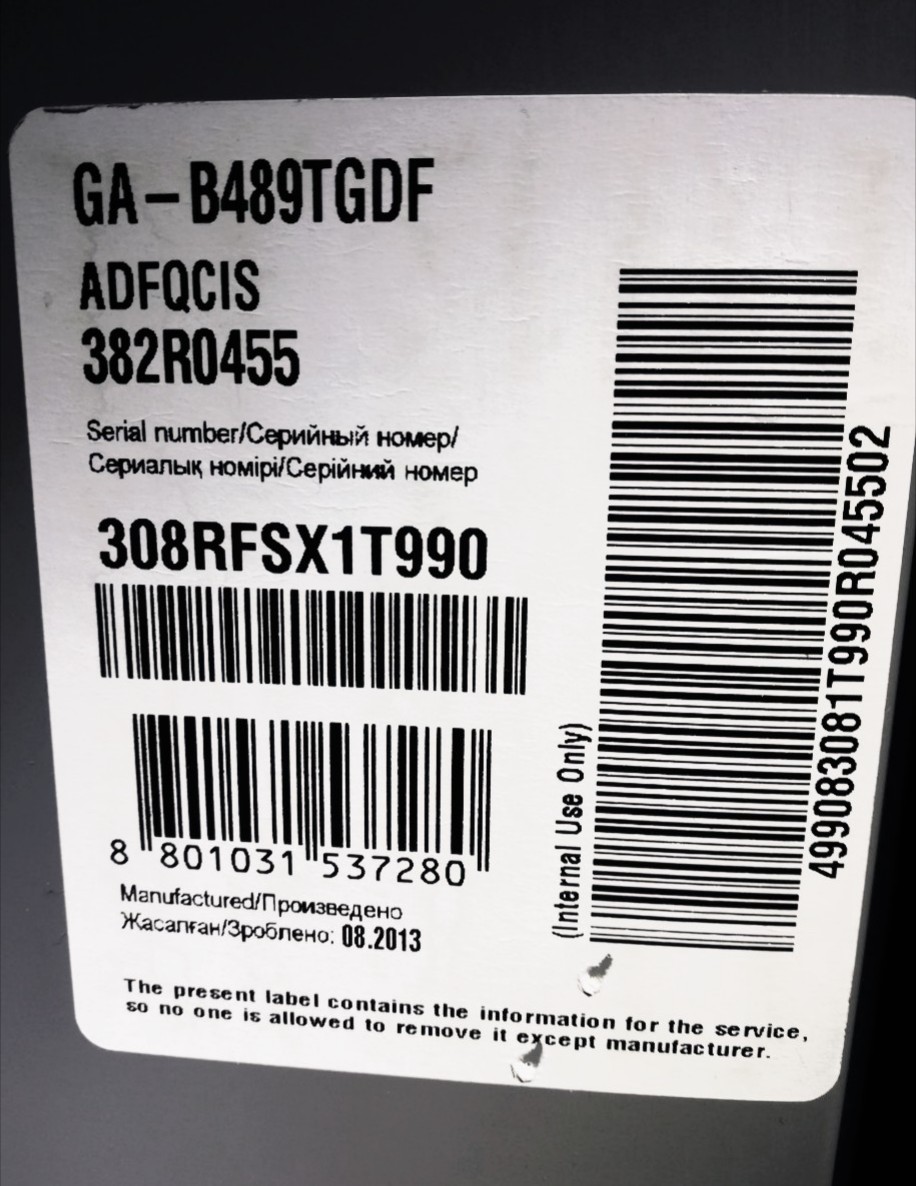 GA-B489TGDF
ADFQCIS
382R0455
Serial number/Серийный номер/
Сериалық номірі/Серійний номер
308RFSX1T990
8 801031 537280
Manufactured/Произведено
Жасалған/Зроблено: 08.2013
(Internal Use Only)
499083081T990R045502
The present label contains the information for the service,
so no one is allowed to remove it except manufacturer.